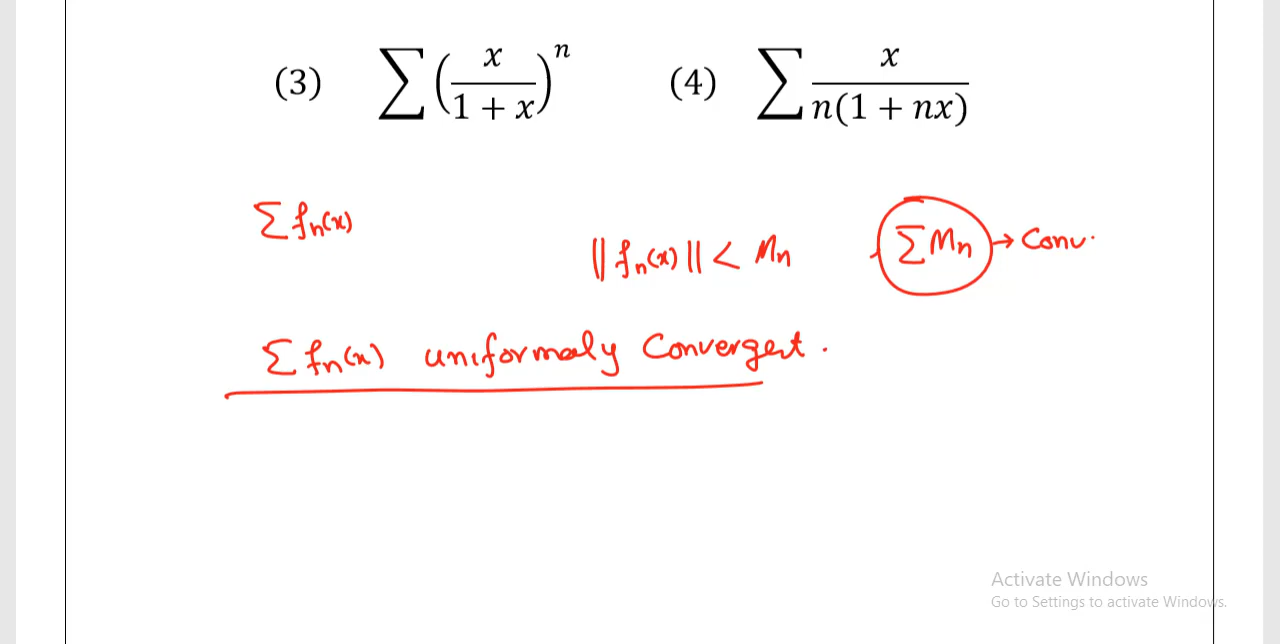 (3) ∑(x/(1 + x))^n (4) ∑ x/(n(1 + nx))
∑ fn(x)
|| fn(x) || < Mn ∑ Mn → Conv.
∑ fn(x) uniformaly Convergent.
Activate Windows
Go to Settings to activate Windows.